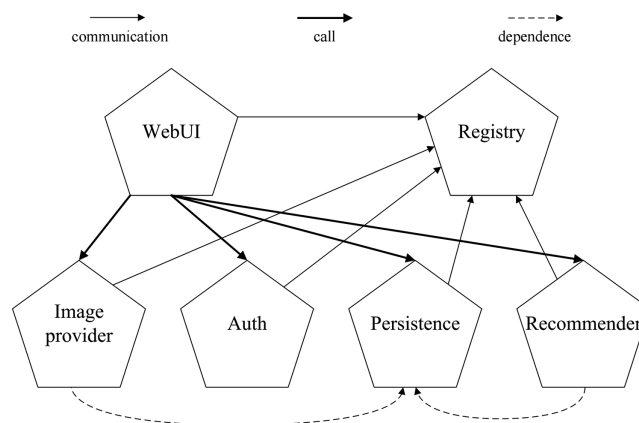 communication
call
dependence
WebUI
Registry
Image
provider
Auth
Persistence
Recommender